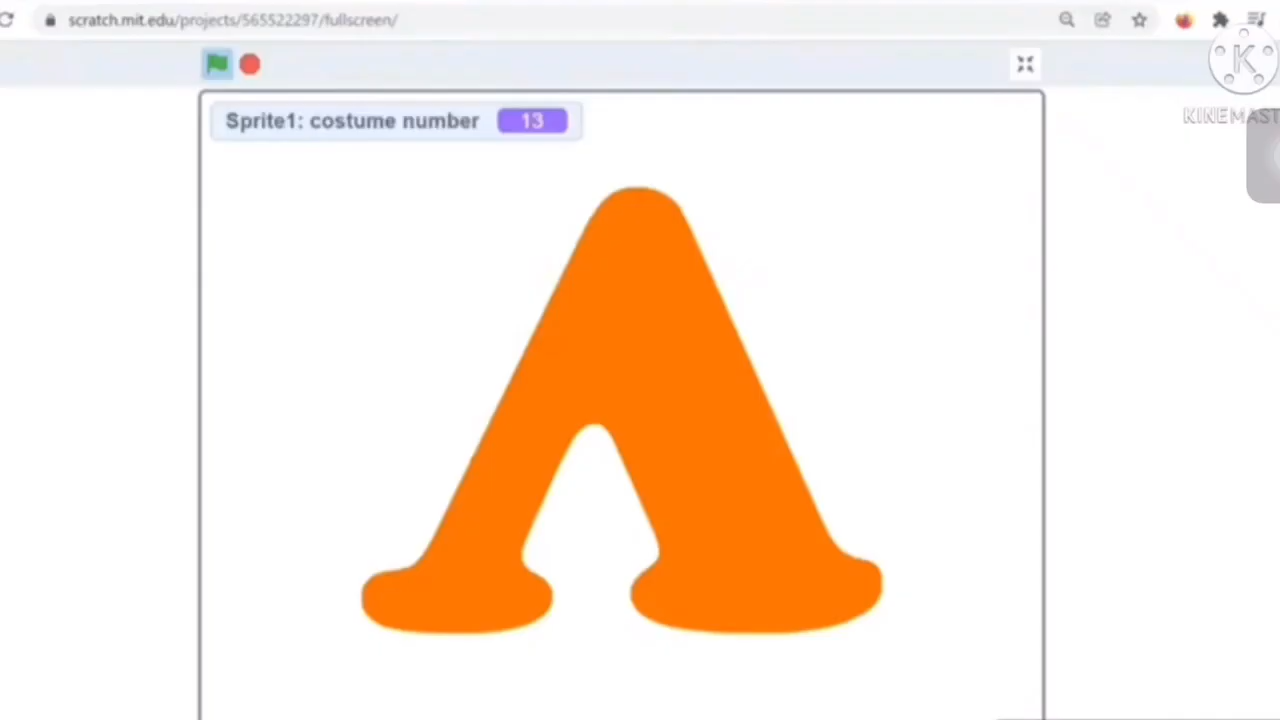 scratch.mit.edu/projects/565522297/fullscreen/
K
KINEMAST
Sprite1: costume number 13
Λ